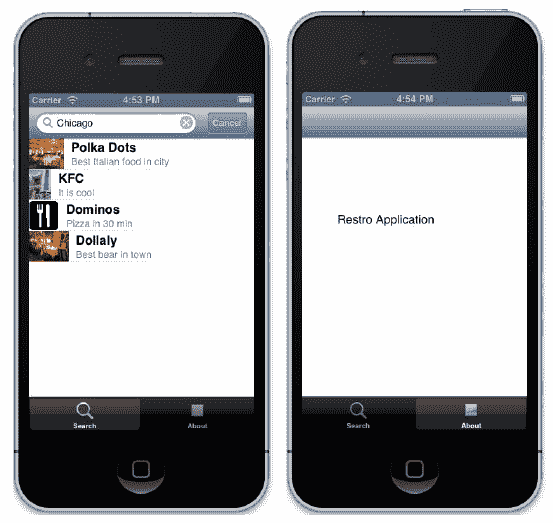 Carrier 4:53 PM
Chicago Cancel
Polka Dots
Best Italian food in city
KFC
It is cool
Dominos
Pizza in 30 min
Dollaly
Best bear in town
Search About
Carrier 4:54 PM
Restro Application
Search About